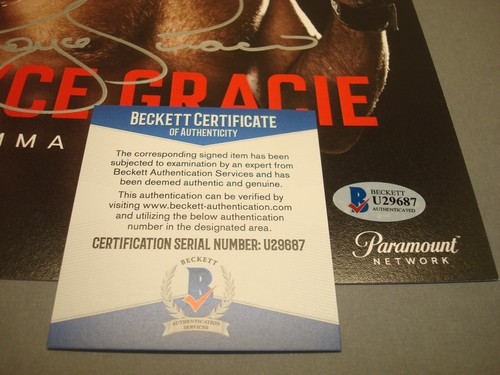 Royce Gracie
YCE GRACIE
MMA
BECKETT CERTIFICATE
OF AUTHENTICITY
The corresponding signed item has been
subjected to examination by an expert from
Beckett Authentication Services and has
been deemed authentic and genuine.
This authentication can be verified by
visiting www.beckett-authentication.com
and utilizing the below authentication
number in the designated area.
CERTIFICATION SERIAL NUMBER: U29687
BECKETT
B
AUTHENTICATION
SERVICES
B
BECKETT
U29687
AUTHENTICATED
Paramount
NETWORK